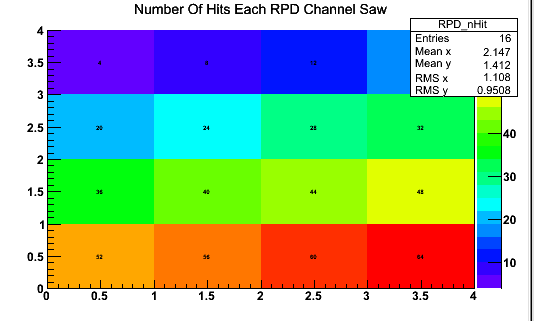 Number Of Hits Each RPD Channel Saw
RPD_nHit
Entries 16
Mean x 2.147
Mean y 1.412
RMS x 1.108
RMS y 0.9508
4
3.5
3
2.5
2
1.5
1
0.5
0
4 8 12
20 24 28 32
36 40 44 48
52 56 60 64
40
30
20
10
0 0.5 1 1.5 2 2.5 3 3.5 4